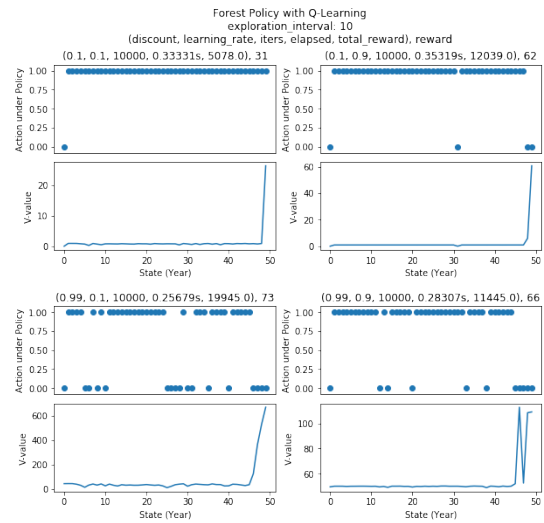 Forest Policy with Q-Learning
exploration_interval: 10
(discount, learning_rate, iters, elapsed, total_reward), reward
(0.1, 0.1, 10000, 0.33331s, 5078.0), 31
(0.1, 0.9, 10000, 0.35319s, 12039.0), 62
Action under Policy
1.00
0.75
0.50
0.25
0.00
Action under Policy
1.00
0.75
0.50
0.25
0.00
V-value
20
10
0
0 10 20 30 40 50
State (Year)
V-value
60
40
20
0
0 10 20 30 40 50
State (Year)
(0.99, 0.1, 10000, 0.25679s, 19945.0), 73
(0.99, 0.9, 10000, 0.28307s, 11445.0), 66
Action under Policy
1.00
0.75
0.50
0.25
0.00
Action under Policy
1.00
0.75
0.50
0.25
0.00
V-value
600
400
200
0
0 10 20 30 40 50
State (Year)
V-value
100
80
60
0 10 20 30 40 50
State (Year)